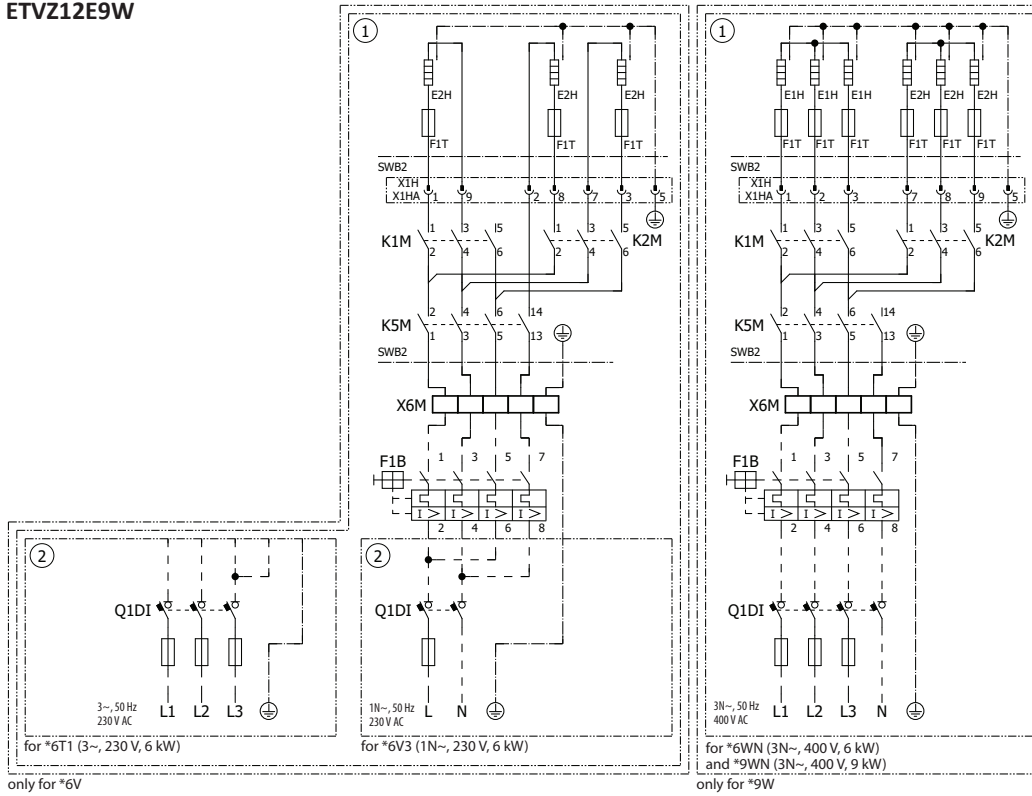 ETVZ12E9W
1
E2H E2H E2H
F1T F1T F1T
SWB2
X1H
X1HA 1 9 2 8 7 3 5
K1M 1 3 5 1 3 5 K2M
2 4 6 2 4 6
2 4 6 14
K5M
1 3 5 13
SWB2
X6M
F1B 1 3 5 7
I > I > I > I >
2 4 6 8
2
Q1DI
3~, 50 Hz
230 V AC
L1 L2 L3
for *6T1 (3~, 230 V, 6 kW)
2
Q1DI
1N~, 50 Hz
230 V AC
L N
for *6V3 (1N~, 230 V, 6 kW)
only for *6V
1
E1H E1H E1H E2H E2H E2H
F1T F1T F1T F1T F1T F1T
SWB2
X1H
X1HA 1 2 3 7 8 9 5
K1M 1 3 5 1 3 5 K2M
2 4 6 2 4 6
2 4 6 14
K5M
1 3 5 13
SWB2
X6M
F1B 1 3 5 7
I > I > I > I >
2 4 6 8
Q1DI
3N~, 50 Hz
400 V AC
L1 L2 L3 N
for *6WN (3N~, 400 V, 6 kW)
and *9WN (3N~, 400 V, 9 kW)
only for *9W